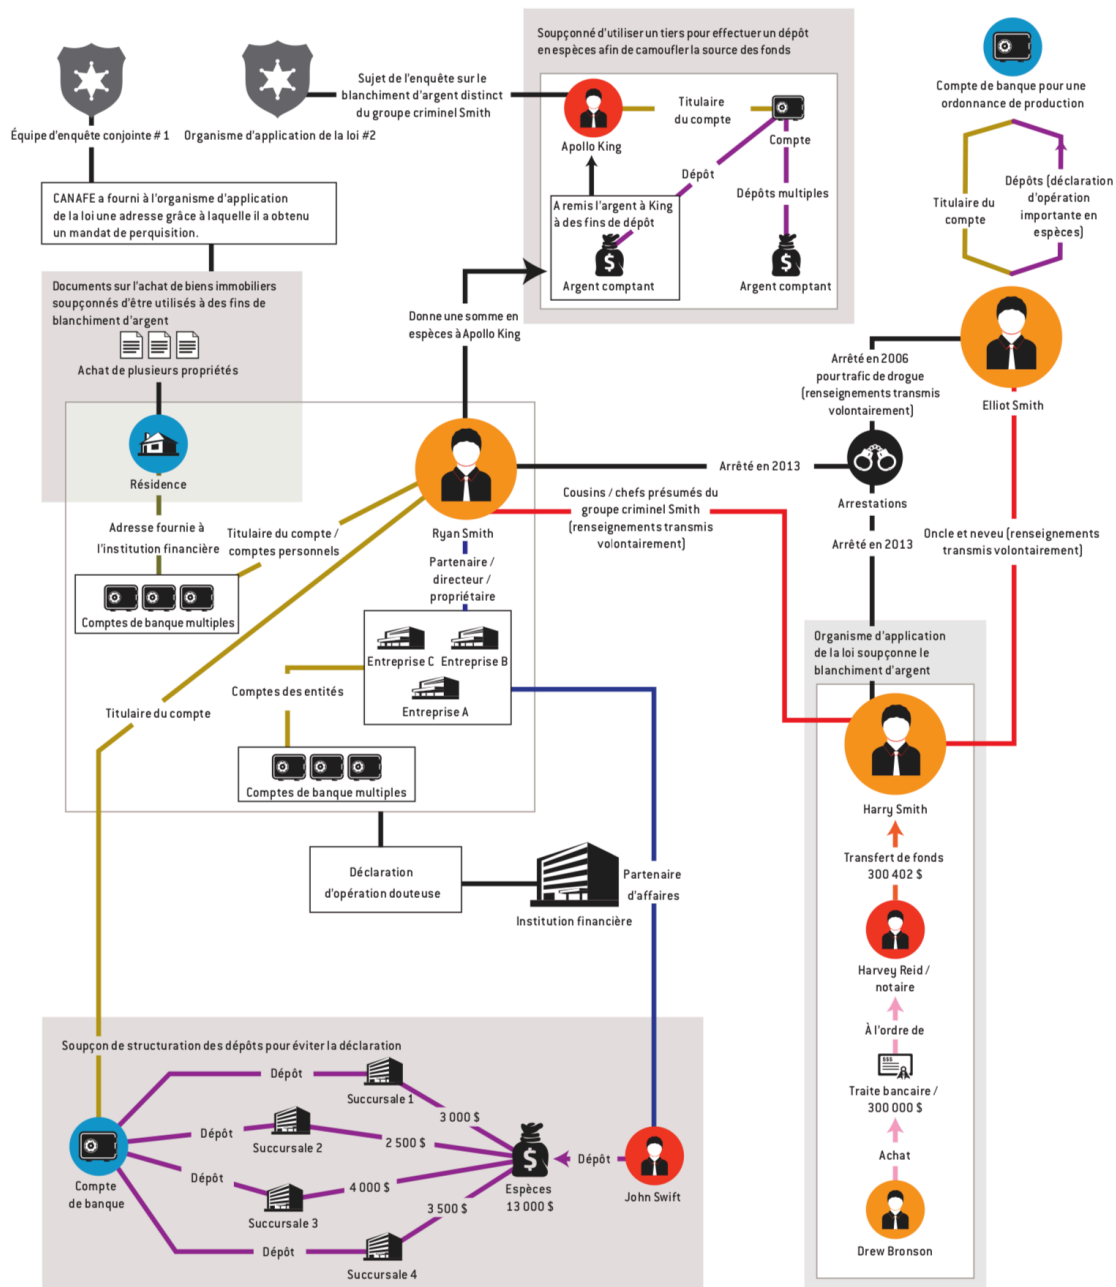 Équipe d'enquête conjointe # 1
Organisme d'application de la loi #2
Sujet de l'enquête sur le
blanchiment d'argent distinct
du groupe criminel Smith
Soupçonné d'utiliser un tiers pour effectuer un dépôt
en espèces afin de camoufler la source des fonds
Apollo King
Titulaire
du compte
Compte
Dépôt
Dépôts multiples
A remis l'argent à King
à des fins de dépôt
Argent comptant
Argent comptant
Compte de banque pour une
ordonnance de production
Titulaire du
compte
Dépôts (déclaration
d'opération
importante en
espèces)
CANAFE a fourni à l'organisme d'application
de la loi une adresse grâce à laquelle il a obtenu
un mandat de perquisition.
Documents sur l'achat de biens immobiliers
soupçonnés d'être utilisés à des fins de
blanchiment d'argent
Achat de plusieurs propriétés
Résidence
Donne une somme en
espèces à Apollo King
Arrêté en 2006
pour trafic de drogue
(renseignements transmis
volontairement)
Elliot Smith
Adresse fournie à
l'institution financière
Titulaire du compte /
comptes personnels
Comptes de banque multiples
Ryan Smith
Arrêté en 2013
Cousins / chefs présumés du
groupe criminel Smith
(renseignements transmis
volontairement)
Arrestations
Arrêté en 2013
Oncle et neveu (renseignements
transmis volontairement)
Partenaire /
directeur /
propriétaire
Entreprise C
Entreprise B
Entreprise A
Comptes des entités
Titulaire du compte
Comptes de banque multiples
Organisme d'application
de la loi soupçonne le
blanchiment d'argent
Harry Smith
Transfert de fonds
300 402 $
Harvey Reid /
notaire
À l'ordre de
$$$
Traite bancaire /
300 000 $
Achat
Drew Bronson
Déclaration
d'opération douteuse
Institution financière
Partenaire
d'affaires
Soupçon de structuration des dépôts pour éviter la déclaration
Dépôt
Succursale 1
3 000 $
Dépôt
Succursale 2
2 500 $
Dépôt
Succursale 3
4 000 $
Dépôt
Succursale 4
3 500 $
Compte
de banque
$
Espèces
13 000 $
Dépôt
John Swift
$
$